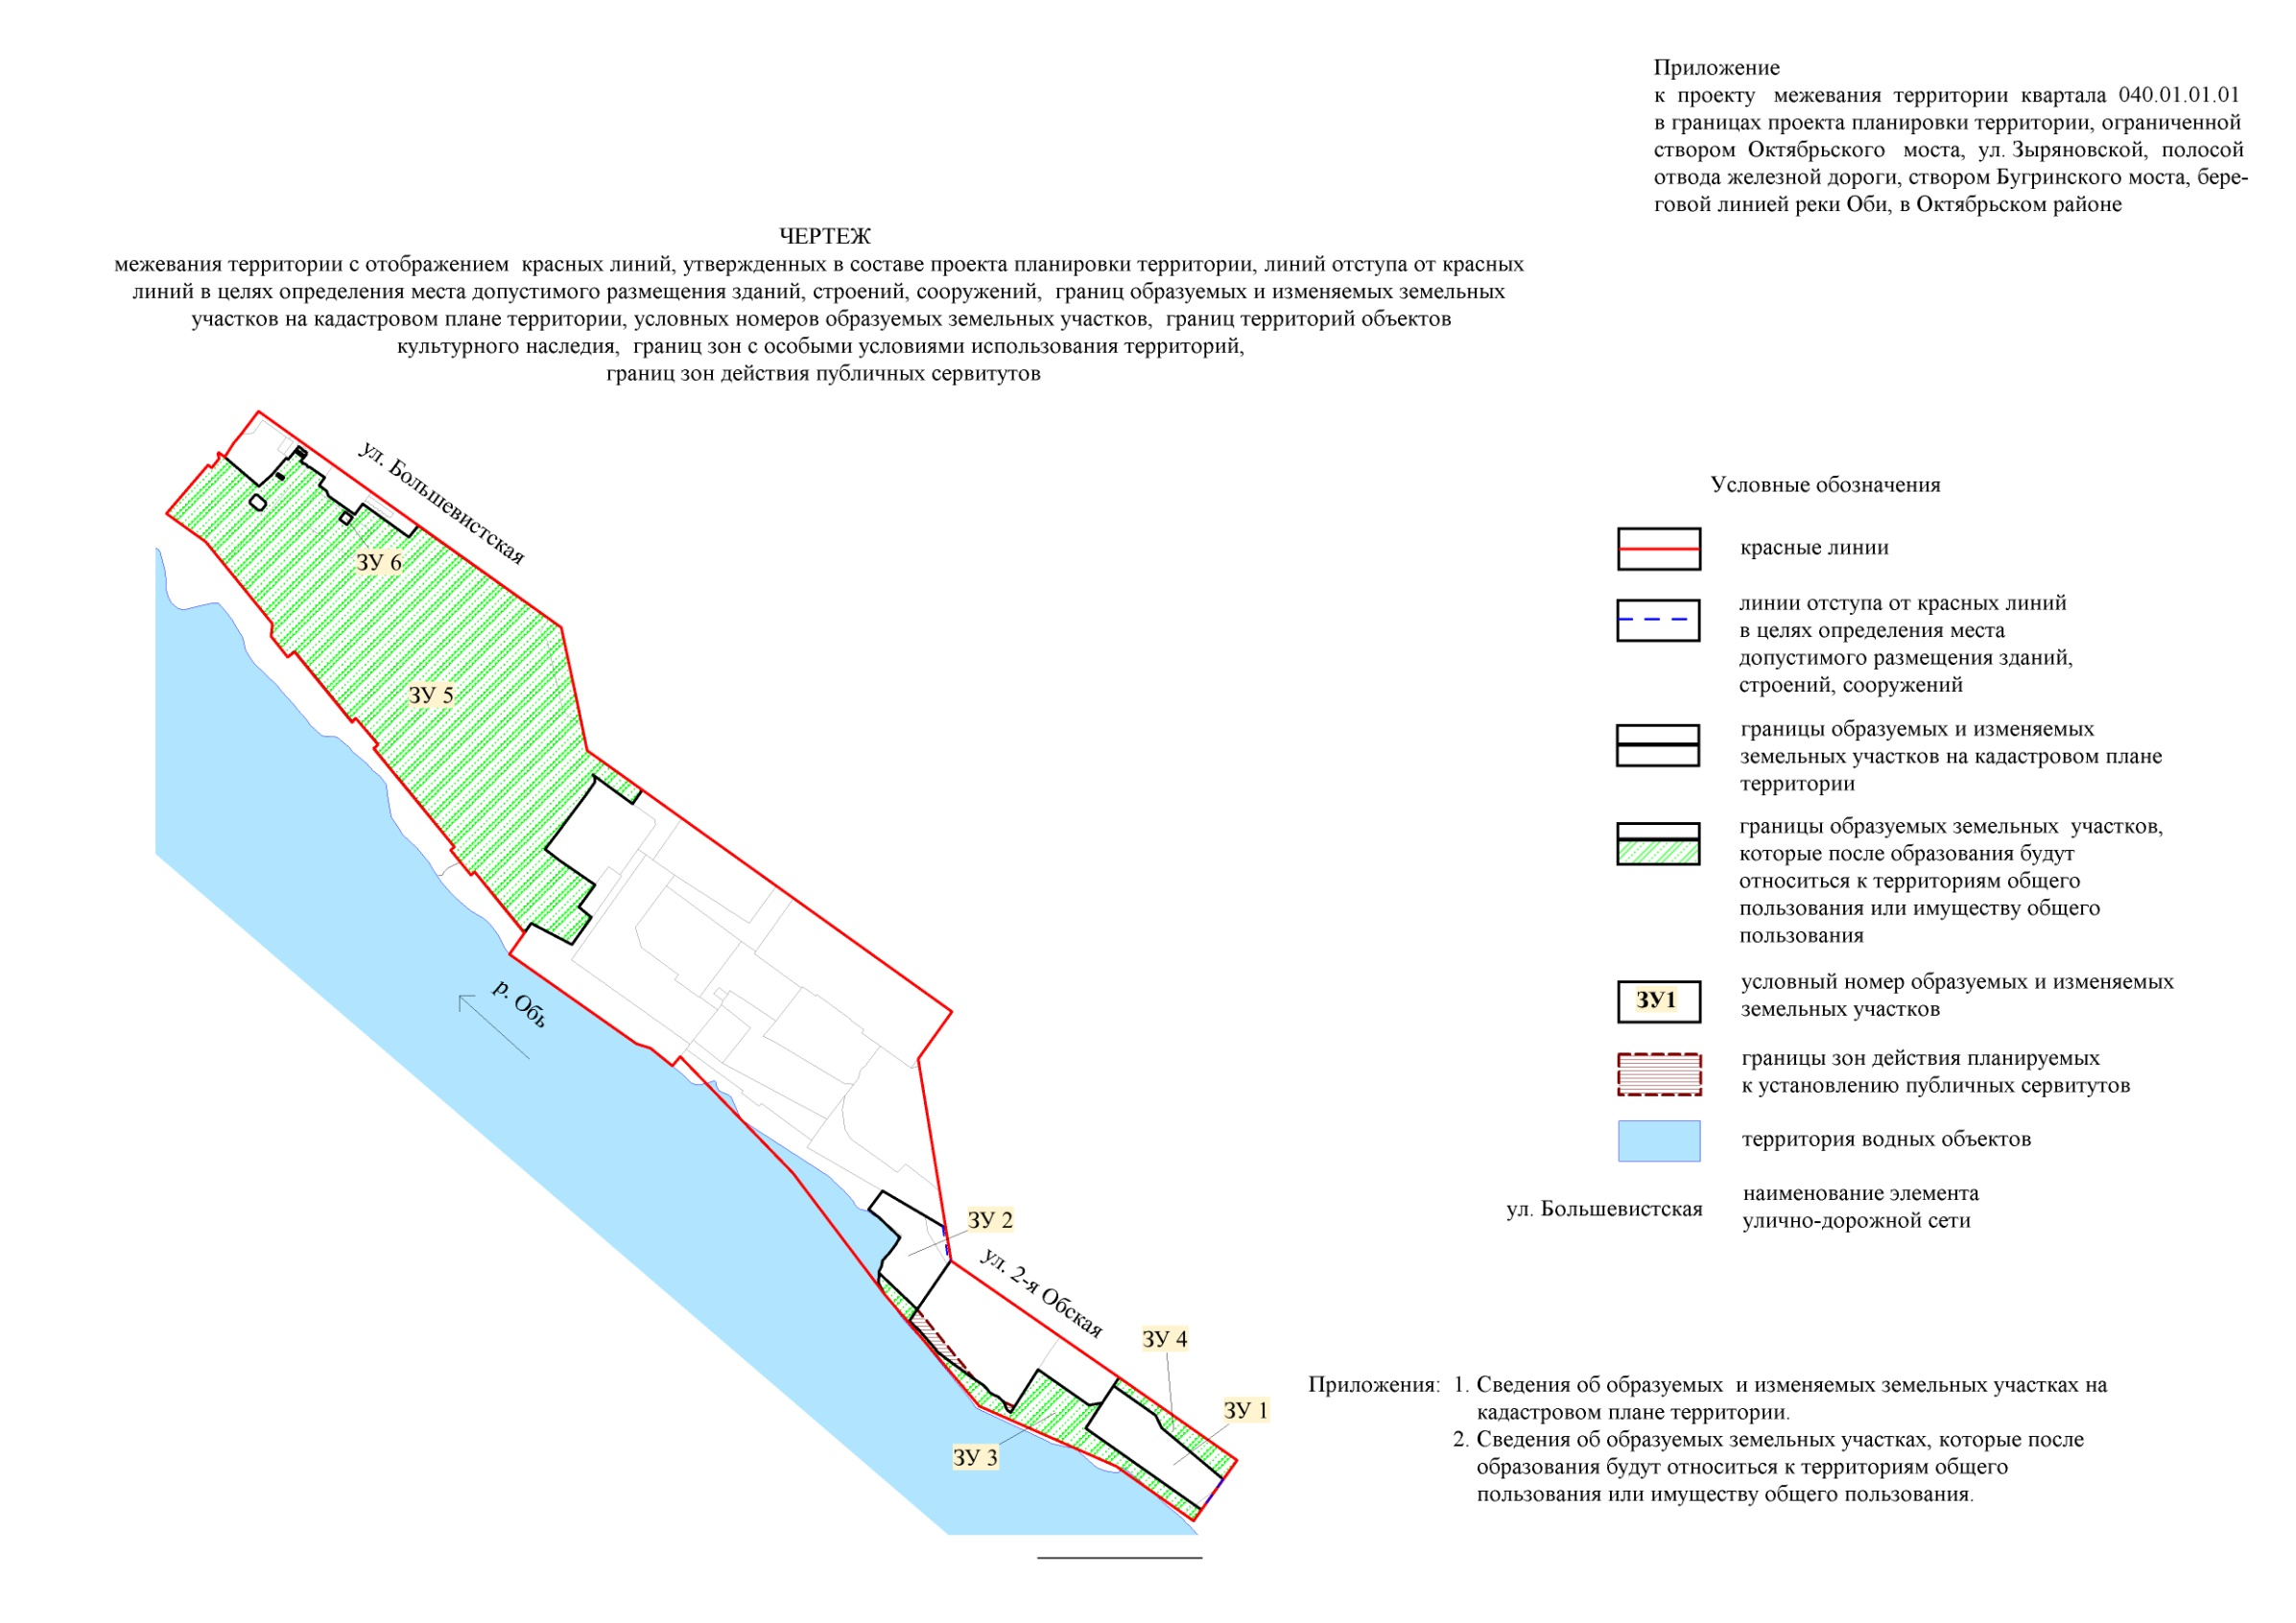 Приложение
к проекту межевания территории квартала 040.01.01.01
в границах проекта планировки территории, ограниченной
створом Октябрьского моста, ул. Зыряновской, полосой
отвода железной дороги, створом Бугринского моста, бере-
говой линией реки Оби, в Октябрьском районе
ЧЕРТЕЖ
межевания территории с отображением красных линий, утвержденных в составе проекта планировки территории, линий отступа от красных
линий в целях определения места допустимого размещения зданий, строений, сооружений, границ образуемых и изменяемых земельных
участков на кадастровом плане территории, условных номеров образуемых земельных участков, границ территорий объектов
культурного наследия, границ зон с особыми условиями использования территорий,
границ зон действия публичных сервитутов
ул. Большевистская
ЗУ 6
ЗУ 5
р. Обь
ЗУ 2
ул. 2-я Обская
ЗУ 4
ЗУ 1
ЗУ 3
Условные обозначения
красные линии
линии отступа от красных линий
в целях определения места
допустимого размещения зданий,
строений, сооружений
границы образуемых и изменяемых
земельных участков на кадастровом плане
территории
границы образуемых земельных участков,
которые после образования будут
относиться к территориям общего
пользования или имуществу общего
пользования
ЗУ1
условный номер образуемых и изменяемых
земельных участков
границы зон действия планируемых
к установлению публичных сервитутов
территория водных объектов
ул. Большевистская
наименование элемента
улично-дорожной сети
Приложения: 1. Сведения об образуемых и изменяемых земельных участках на
кадастровом плане территории.
2. Сведения об образуемых земельных участках, которые после
образования будут относиться к территориям общего
пользования или имуществу общего пользования.